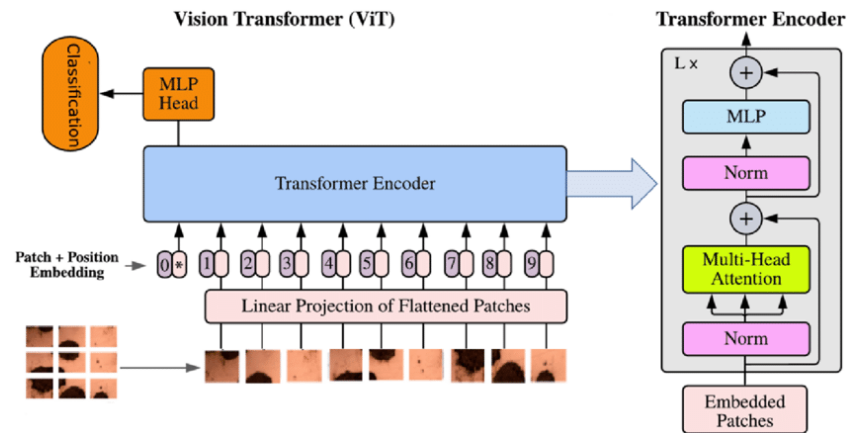 Vision Transformer (ViT)
Transformer Encoder
Classification
MLP
Head
Transformer Encoder
Patch + Position
Embedding
0 * 1 2 3 4 5 6 7 8 9
Linear Projection of Flattened Patches
L x
+
MLP
Norm
+
Multi-Head
Attention
Norm
Embedded
Patches